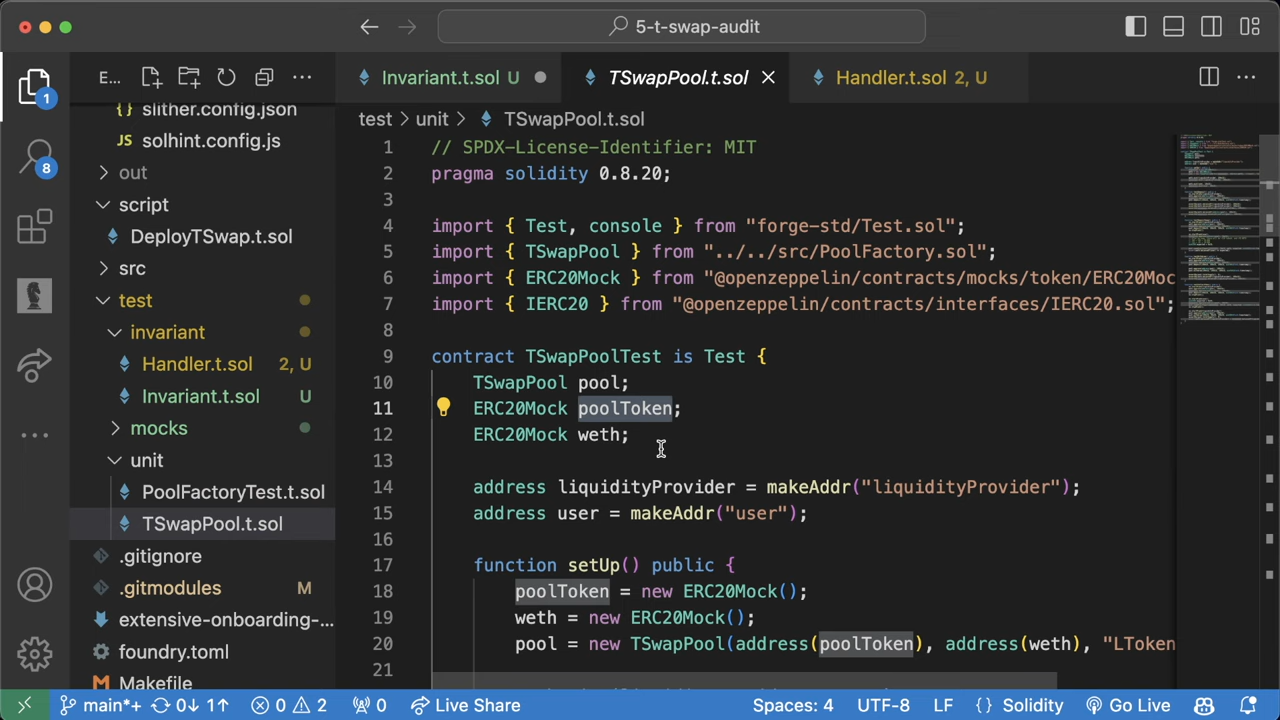 5-t-swap-audit
E...
Invariant.t.sol U
TSwapPool.t.sol
Handler.t.sol 2, U
slither.config.json
JS solhint.config.js
out
script
DeployTSwap.t.sol
src
test
invariant
Handler.t.sol 2, U
Invariant.t.sol U
mocks
unit
PoolFactoryTest.t.sol
TSwapPool.t.sol
.gitignore
.gitmodules M
extensive-onboarding-...
foundry.toml
Makefile
1
8
test > unit > TSwapPool.t.sol
1 // SPDX-License-Identifier: MIT
2 pragma solidity 0.8.20;
3
4 import { Test, console } from "forge-std/Test.sol";
5 import { TSwapPool } from "../../src/PoolFactory.sol";
6 import { ERC20Mock } from "@openzeppelin/contracts/mocks/token/ERC20Moc
7 import { IERC20 } from "@openzeppelin/contracts/interfaces/IERC20.sol";
8
9 contract TSwapPoolTest is Test {
10 TSwapPool pool;
11 ERC20Mock poolToken;
12 ERC20Mock weth;
13
14 address liquidityProvider = makeAddr("liquidityProvider");
15 address user = makeAddr("user");
16
17 function setUp() public {
18 poolToken = new ERC20Mock();
19 weth = new ERC20Mock();
20 pool = new TSwapPool(address(poolToken), address(weth), "LToken
21
main*+ 0↓ 1↑ 0 2 0 Live Share Spaces: 4 UTF-8 LF {} Solidity Go Live